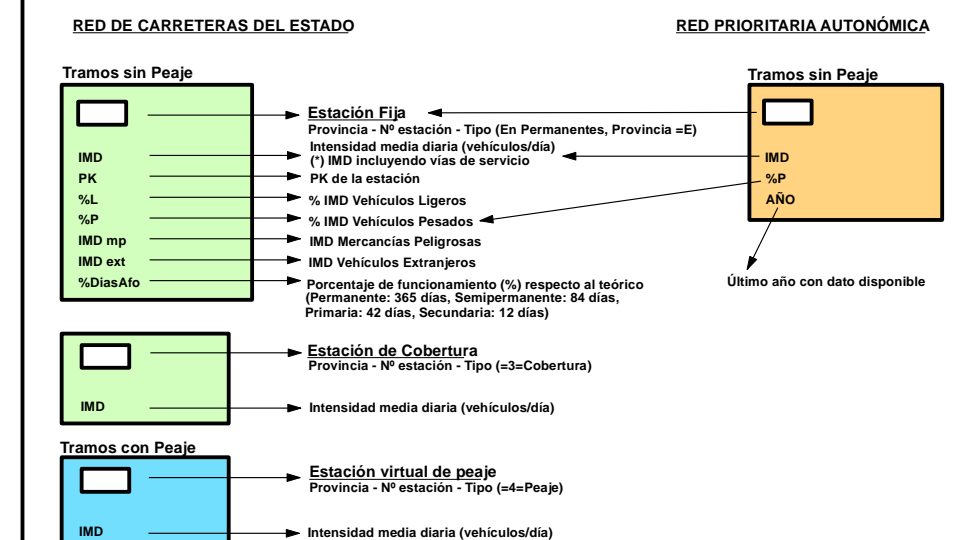 RED DE CARRETERAS DEL ESTADO
RED PRIORITARIA AUTONÓMICA
Tramos sin Peaje
Estación Fija
Provincia - Nº estación - Tipo (En Permanentes, Provincia =E)
IMD
Intensidad media diaria (vehículos/día)
(*) IMD incluyendo vías de servicio
PK
PK de la estación
%L
% IMD Vehículos Ligeros
%P
% IMD Vehículos Pesados
IMD mp
IMD Mercancías Peligrosas
IMD ext
IMD Vehículos Extranjeros
%DiasAfo
Porcentaje de funcionamiento (%) respecto al teórico
(Permanente: 365 días, Semipermanente: 84 días,
Primaria: 42 días, Secundaria: 12 días)
Tramos sin Peaje
IMD
%P
AÑO
Último año con dato disponible
Estación de Cobertura
Provincia - Nº estación - Tipo (=3=Cobertura)
IMD
Intensidad media diaria (vehículos/día)
Tramos con Peaje
Estación virtual de peaje
Provincia - Nº estación - Tipo (=4=Peaje)
IMD
Intensidad media diaria (vehículos/día)